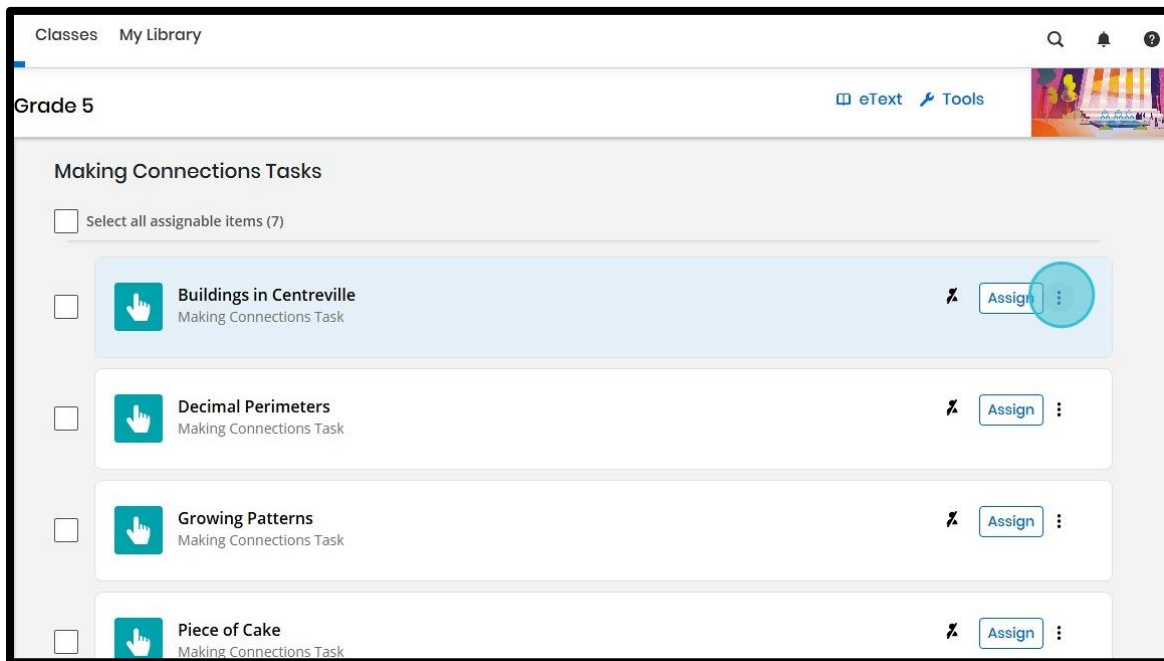 Classes My Library
Grade 5
eText Tools
Making Connections Tasks
Select all assignable items (7)
Buildings in Centreville
Making Connections Task
Assign
Decimal Perimeters
Making Connections Task
Assign
Growing Patterns
Making Connections Task
Assign
Piece of Cake
Making Connections Task
Assign